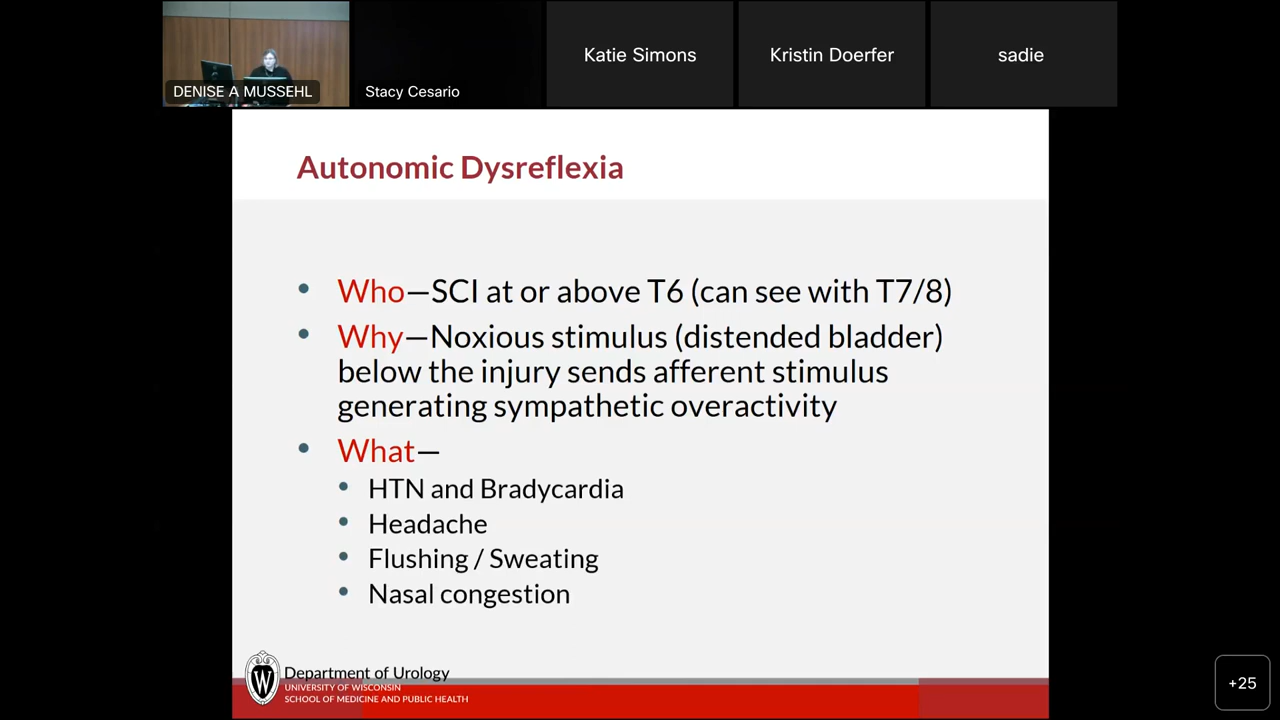 DENISE A MUSSEHL
Stacy Cesario
Katie Simons
Kristin Doerfer
sadie
Autonomic Dysreflexia
• Who—SCI at or above T6 (can see with T7/8)
• Why—Noxious stimulus (distended bladder)
below the injury sends afferent stimulus
generating sympathetic overactivity
• What—
• HTN and Bradycardia
• Headache
• Flushing / Sweating
• Nasal congestion
W
Department of Urology
UNIVERSITY OF WISCONSIN
SCHOOL OF MEDICINE AND PUBLIC HEALTH
+25